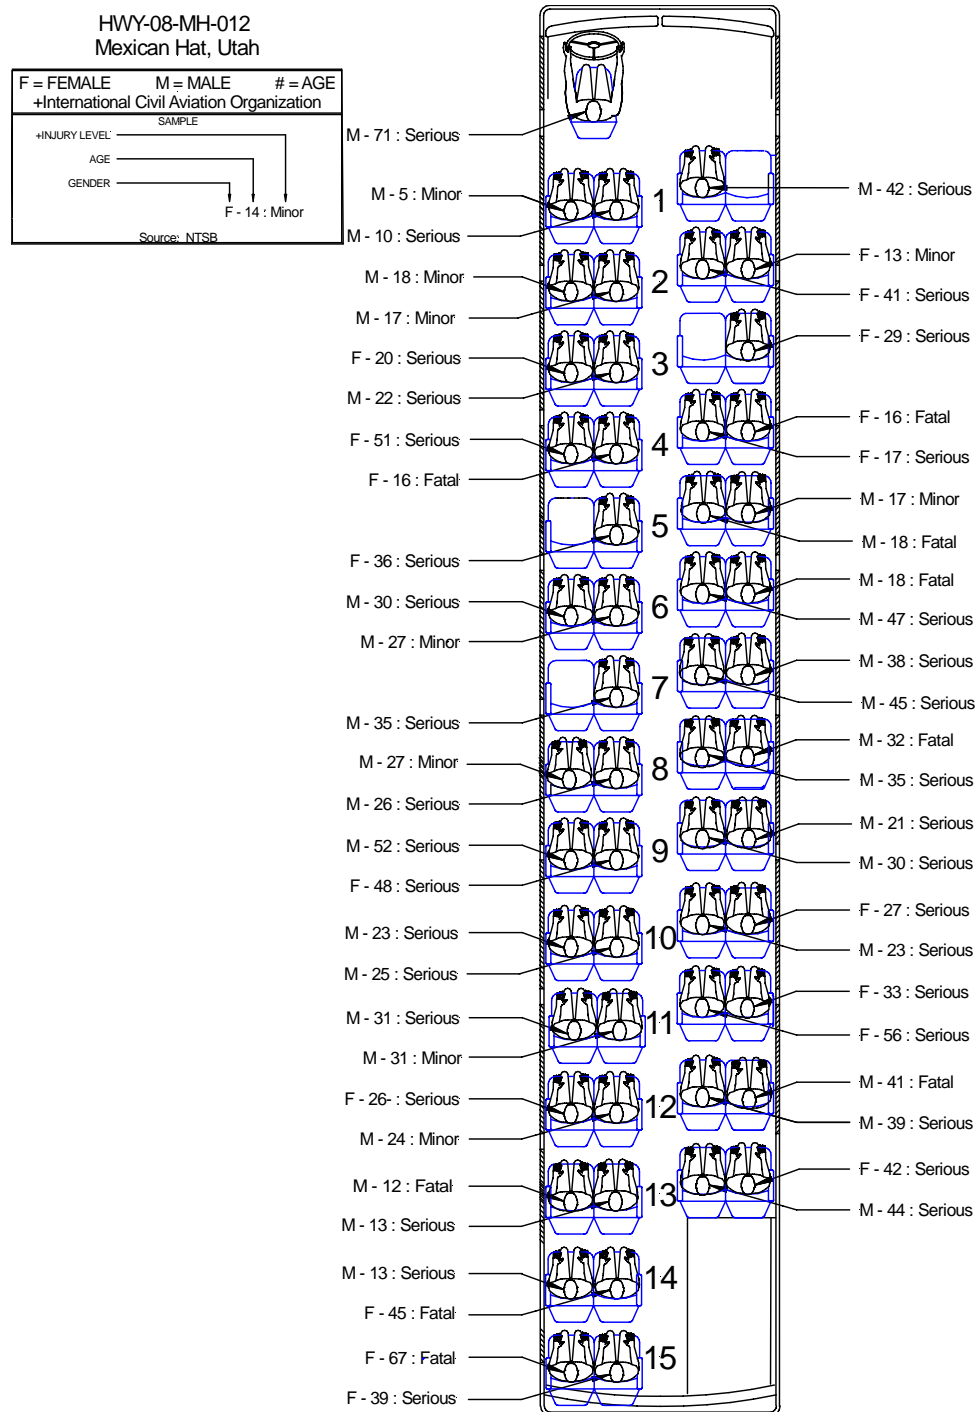 HWY-08-MH-012
Mexican Hat, Utah
F = FEMALE M = MALE # = AGE
+International Civil Aviation Organization
SAMPLE
+INJURY LEVEL
AGE
GENDER
F - 14 : Minor
Source: NTSB
M - 71 : Serious
M - 5 : Minor
M - 10 : Serious
1
M - 42 : Serious
M - 18 : Minor
M - 17 : Minor
2
F - 13 : Minor
F - 41 : Serious
F - 20 : Serious
M - 22 : Serious
3
F - 29 : Serious
F - 51 : Serious
F - 16 : Fatal
4
F - 16 : Fatal
F - 17 : Serious
F - 36 : Serious
5
M - 17 : Minor
M - 18 : Fatal
M - 30 : Serious
M - 27 : Minor
6
M - 18 : Fatal
M - 47 : Serious
M - 35 : Serious
7
M - 38 : Serious
M - 45 : Serious
M - 27 : Minor
M - 26 : Serious
8
M - 32 : Fatal
M - 35 : Serious
M - 52 : Serious
F - 48 : Serious
9
M - 21 : Serious
M - 30 : Serious
M - 23 : Serious
M - 25 : Serious
10
F - 27 : Serious
M - 23 : Serious
M - 31 : Serious
M - 31 : Minor
11
F - 33 : Serious
F - 56 : Serious
F - 26- : Serious
M - 24 : Minor
12
M - 41 : Fatal
M - 39 : Serious
M - 12 : Fatal
M - 13 : Serious
13
F - 42 : Serious
M - 44 : Serious
M - 13 : Serious
F - 45 : Fatal
14
F - 67 : Fatal
F - 39 : Serious
15